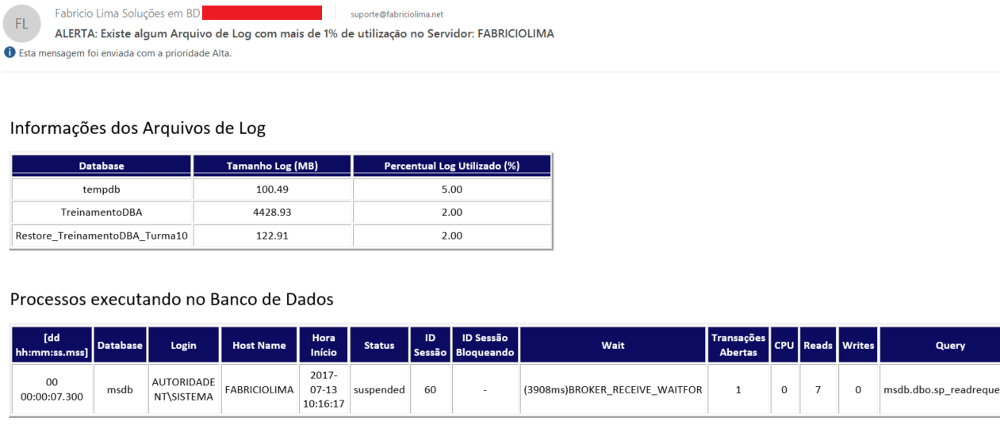 FL
Fabricio Lima Soluções em BD
suporte@fabriciolima.net
ALERTA: Existe algum Arquivo de Log com mais de 1% de utilização no Servidor: FABRICIOLIMA
i Esta mensagem foi enviada com a prioridade Alta.
Informações dos Arquivos de Log
Database Tamanho Log (MB) Percentual Log Utilizado (%)
tempdb 100.49 5.00
TreinamentoDBA 4428.93 2.00
Restore_TreinamentoDBA_Turma10 122.91 2.00
Processos executando no Banco de Dados
[dd hh:mm:ss.mss] Database Login Host Name Hora Início Status ID Sessão ID Sessão Bloqueando Wait Transações Abertas CPU Reads Writes Query
00 00:00:07.300 msdb AUTORIDADE NT\SISTEMA FABRICIOLIMA 2017-07-13 10:16:17 suspended 60 - (3908ms)BROKER_RECEIVE_WAITFOR 1 0 7 0 msdb.dbo.sp_readreque